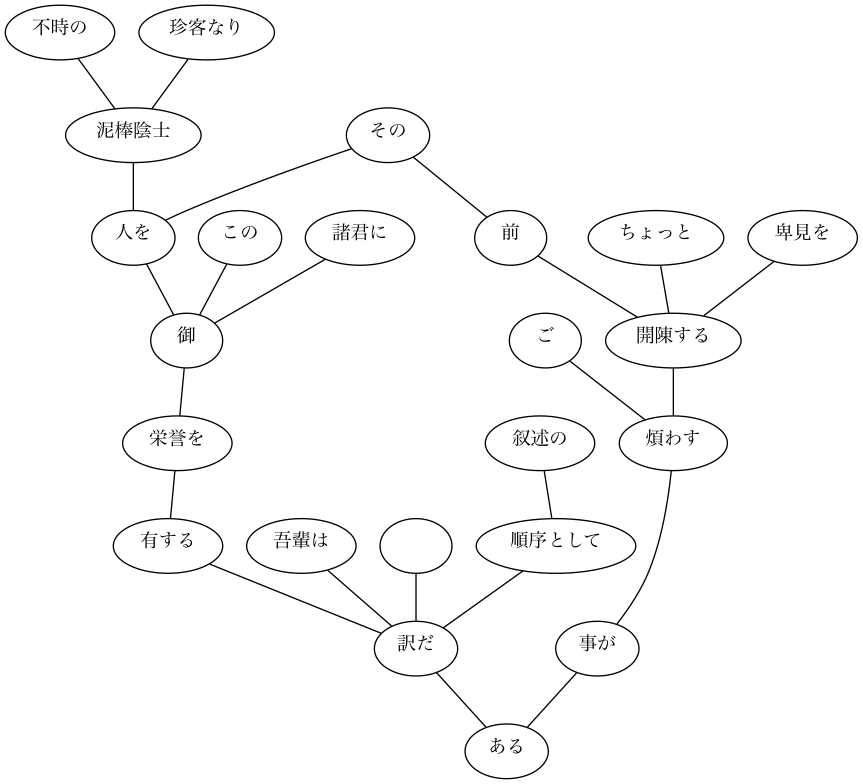 不時の
珍客なり
泥棒陰士
その
人を
この
諸君に
前
ちょっと
卑見を
御
ご
開陳する
栄誉を
叙述の
煩わす
有する
吾輩は
順序として
訳だ
事が
ある